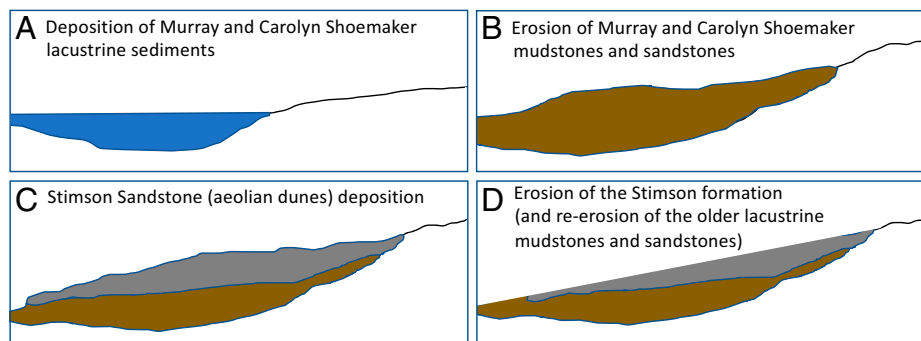 A Deposition of Murray and Carolyn Shoemaker
lacustrine sediments
B Erosion of Murray and Carolyn Shoemaker
mudstones and sandstones
C Stimson Sandstone (aeolian dunes) deposition
D Erosion of the Stimson formation
(and re-erosion of the older lacustrine
mudstones and sandstones)